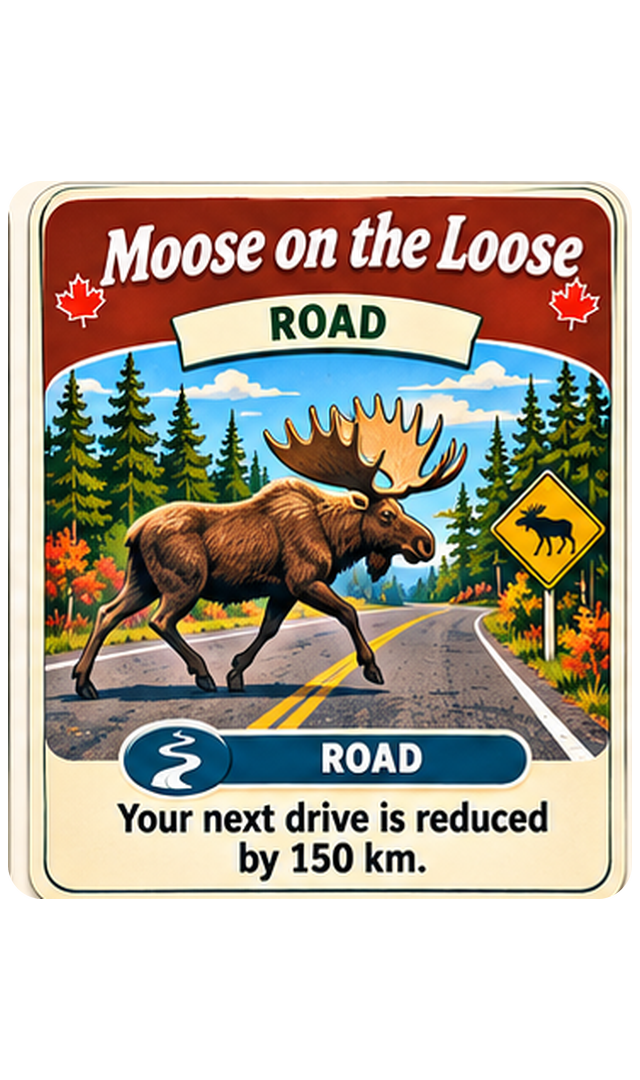 Moose on the Loose
ROAD
ROAD
Your next drive is reduced
by 150 km.